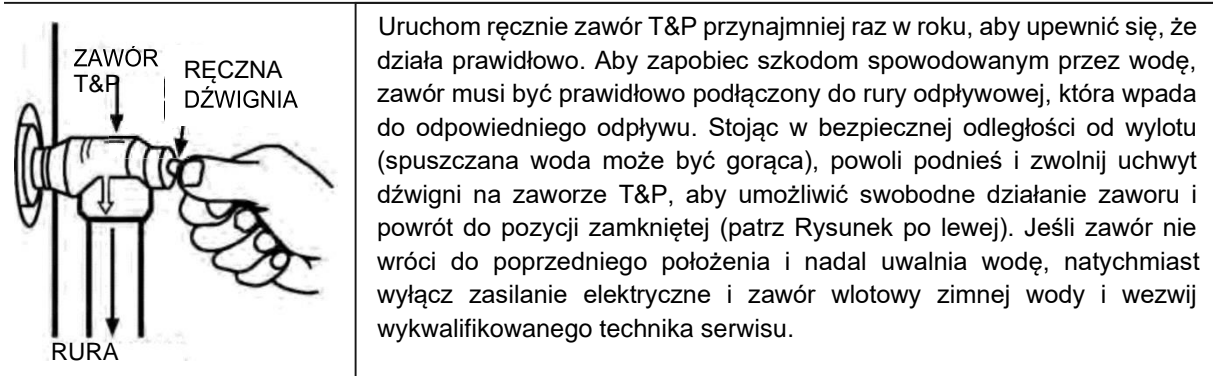 ZAWÓR
T&P
RĘCZNA
DŹWIGNIA
RURA
Uruchom ręcznie zawór T&P przynajmniej raz w roku, aby upewnić się, że
działa prawidłowo. Aby zapobiec szkodom spowodowanym przez wodę,
zawór musi być prawidłowo podłączony do rury odpływowej, która wpada
do odpowiedniego odpływu. Stojąc w bezpiecznej odległości od wylotu
(spuszczana woda może być gorąca), powoli podnieś i zwolnij uchwyt
dźwigni na zaworze T&P, aby umożliwić swobodne działanie zaworu i
powrót do pozycji zamkniętej (patrz Rysunek po lewej). Jeśli zawór nie
wróci do poprzedniego położenia i nadal uwalnia wodę, natychmiast
wyłącz zasilanie elektryczne i zawór wlotowy zimnej wody i wezwij
wykwalifikowanego technika serwisu.